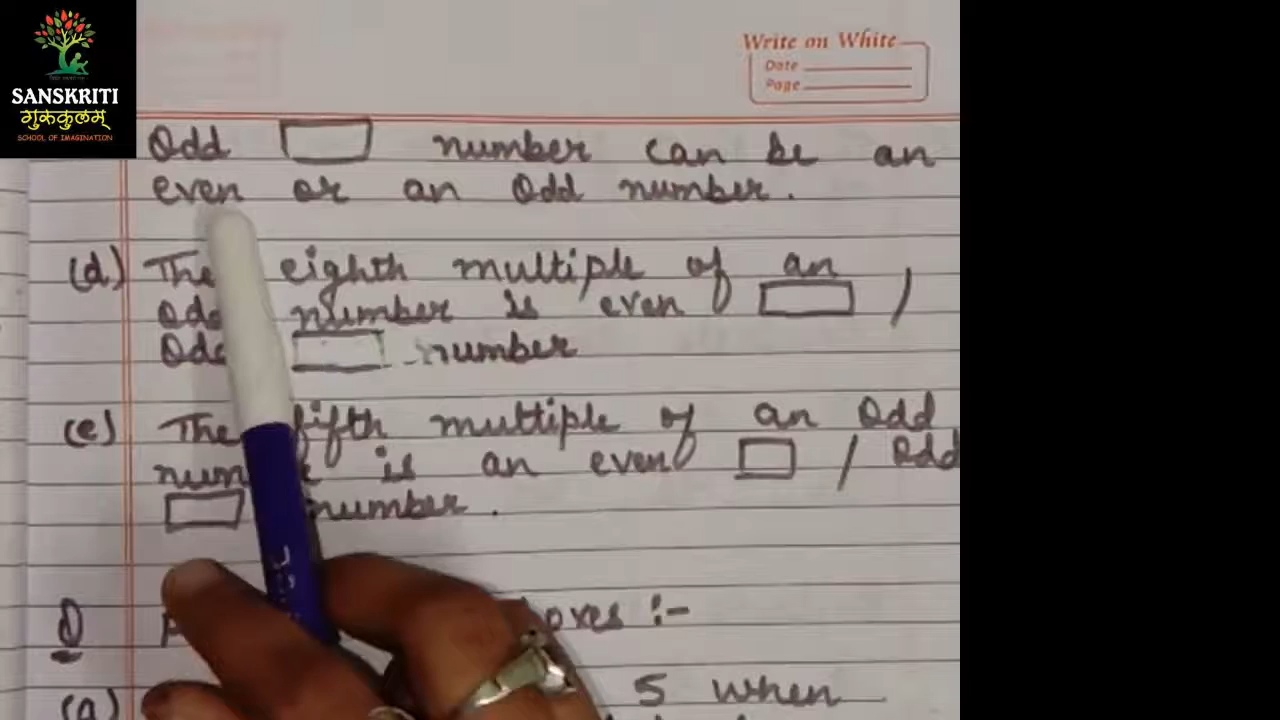 SANSKRITI
गुरुकुलम्
SCHOOL OF IMAGINATION
Write on White
Date
Page
Odd number can be an
even or an Odd number.
(d) The eighth multiple of an
Odd number is even /
Odd number
(e) The fifth multiple of an Odd
number is an even / Odd
number.
Q oxes :-
(a) 5 when